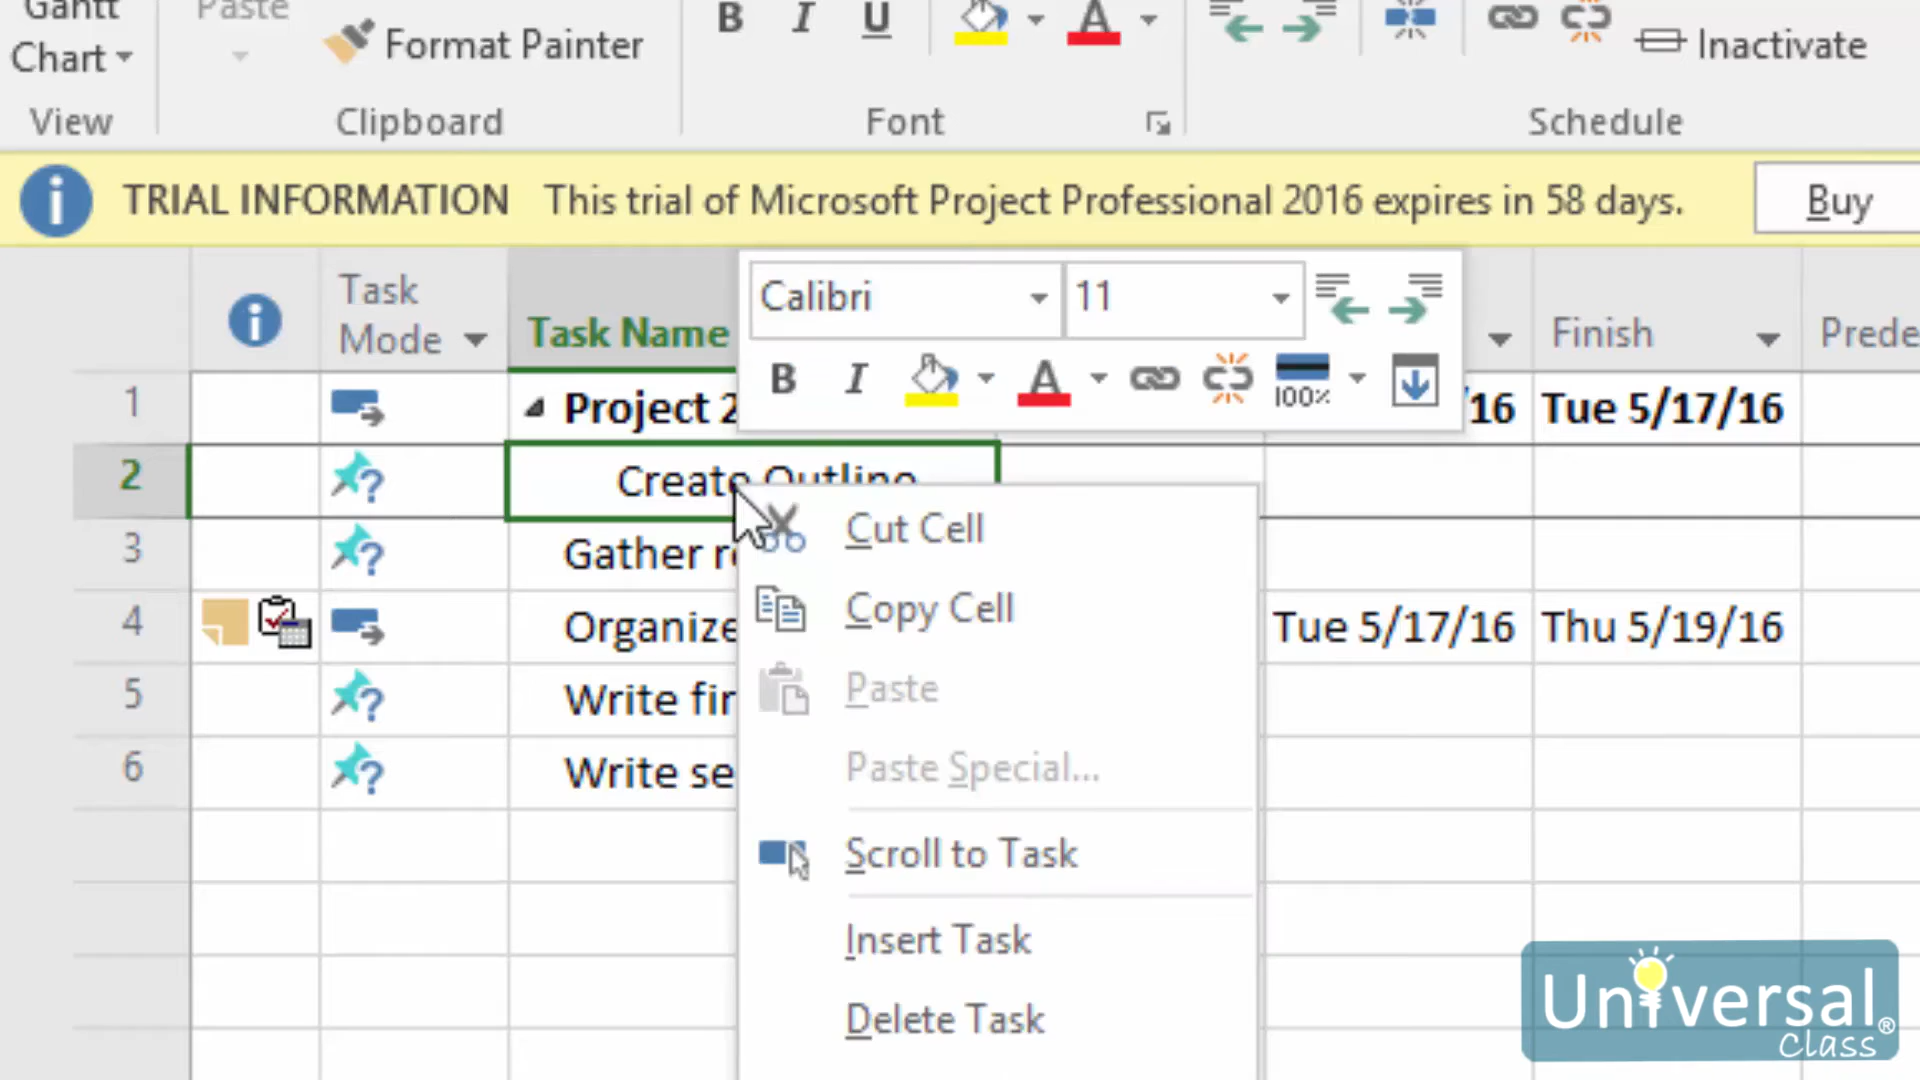 Gantt
Chart
Paste
Format Painter
B I U
A
Inactivate
View
Clipboard
Font
Schedule
TRIAL INFORMATION This trial of Microsoft Project Professional 2016 expires in 58 days.
Buy
Task
Mode
Task Name
Calibri
11
B I A 100%
Finish
Prede
1 Project 2 /16 Tue 5/17/16
2 Create Outline
3 Gather re
4 Organize Tue 5/17/16 Thu 5/19/16
5 Write fir
6 Write se
Cut Cell
Copy Cell
Paste
Paste Special...
Scroll to Task
Insert Task
Delete Task
Universal®
Class